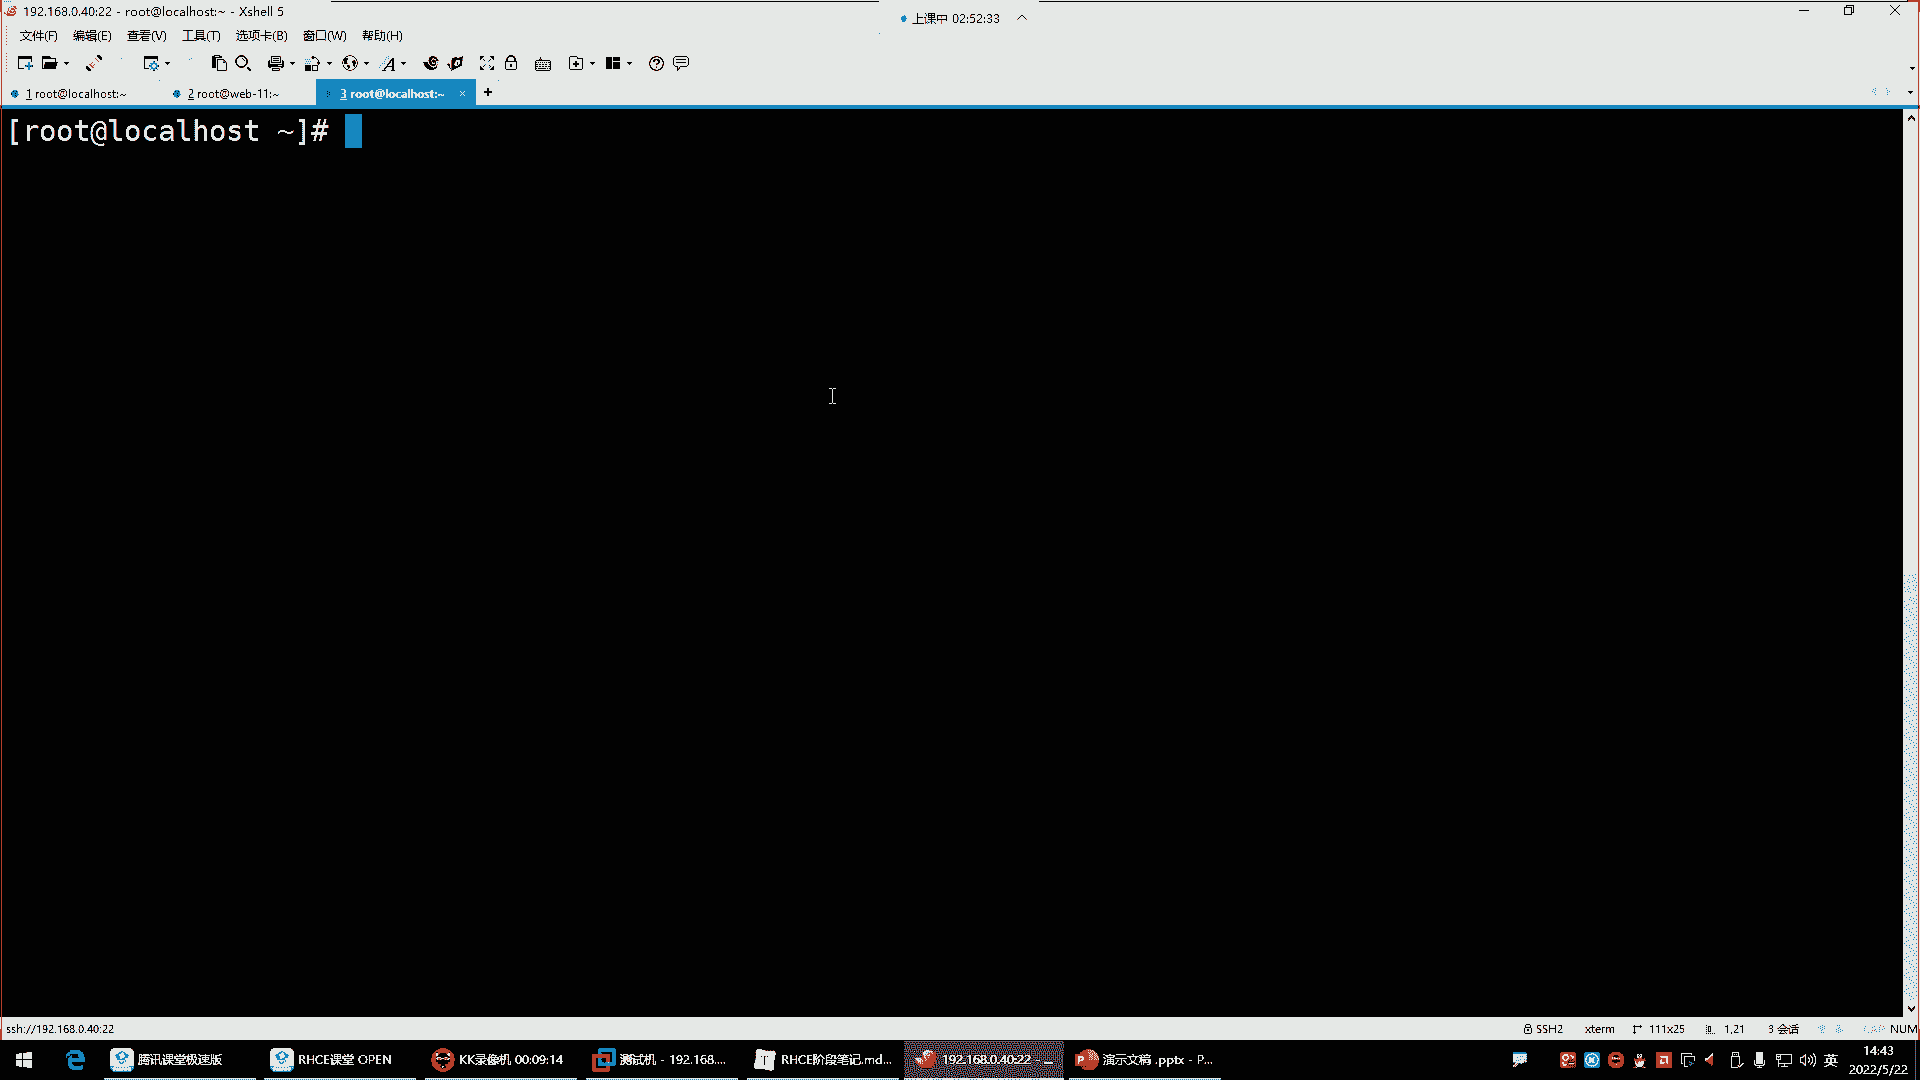 192.168.0.40:22 - root@localhost:~ - Xshell 5
上课中 02:52:33
文件(F) 编辑(E) 查看(V) 工具(T) 选项卡(B) 窗口(W) 帮助(H)
1 root@localhost:~ 2 root@web-11:~ 3 root@localhost:~ × +
[root@localhost ~]#
ssh://192.168.0.40:22 SSH2 xterm 111x25 1,21 3 会话 NUM
腾讯课堂极速版 RHCE课堂 OPEN KK录像机 00:09:14 测试机 - 192.168.... RHCE阶段笔记.md... 192.168.0.40:22 演示文稿 .pptx - P... 英 14:43
2022/5/22